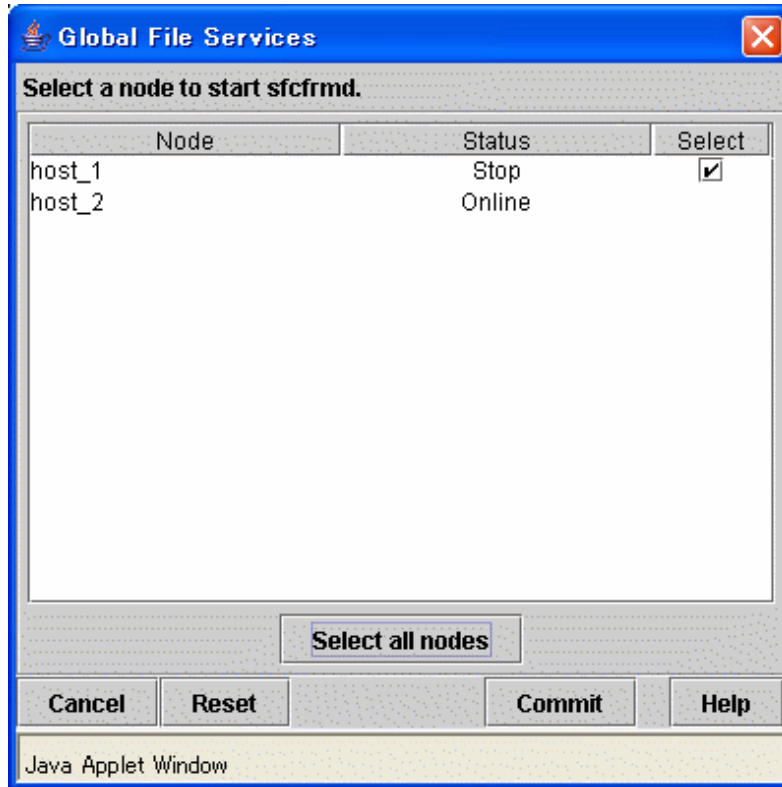 Global File Services
Select a node to start sfcfrmd.
Node Status Select
host_1 Stop
host_2 Online
Select all nodes
Cancel Reset Commit Help
Java Applet Window